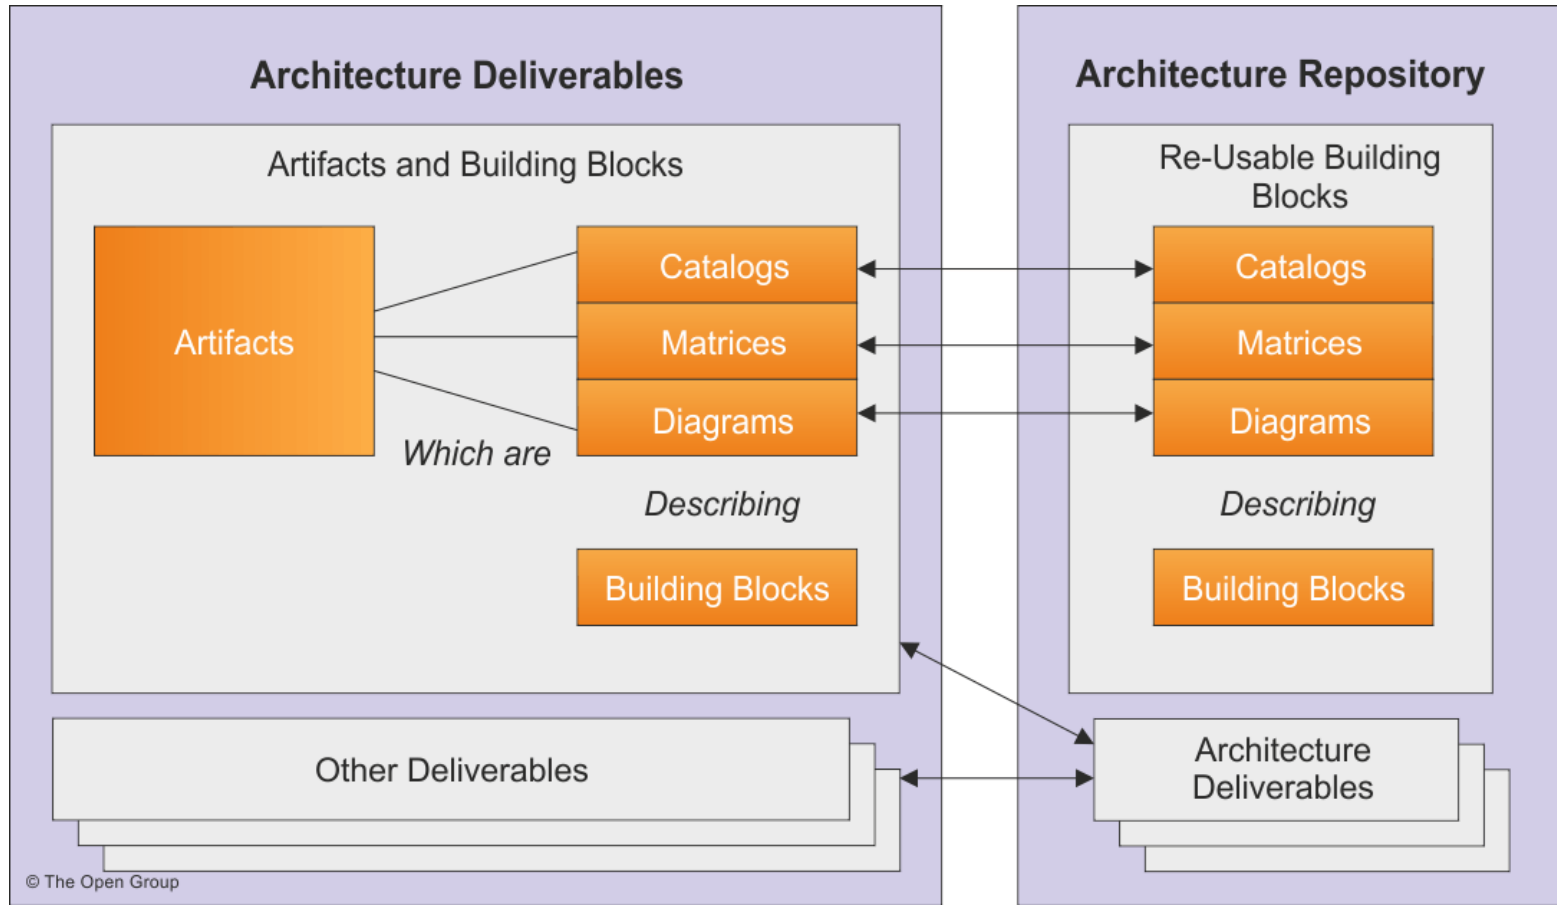 Architecture Deliverables
Artifacts and Building Blocks
Artifacts
Catalogs
Matrices
Diagrams
Which are
Describing
Building Blocks
Other Deliverables
© The Open Group
Architecture Repository
Re-Usable Building
Blocks
Catalogs
Matrices
Diagrams
Describing
Building Blocks
Architecture
Deliverables